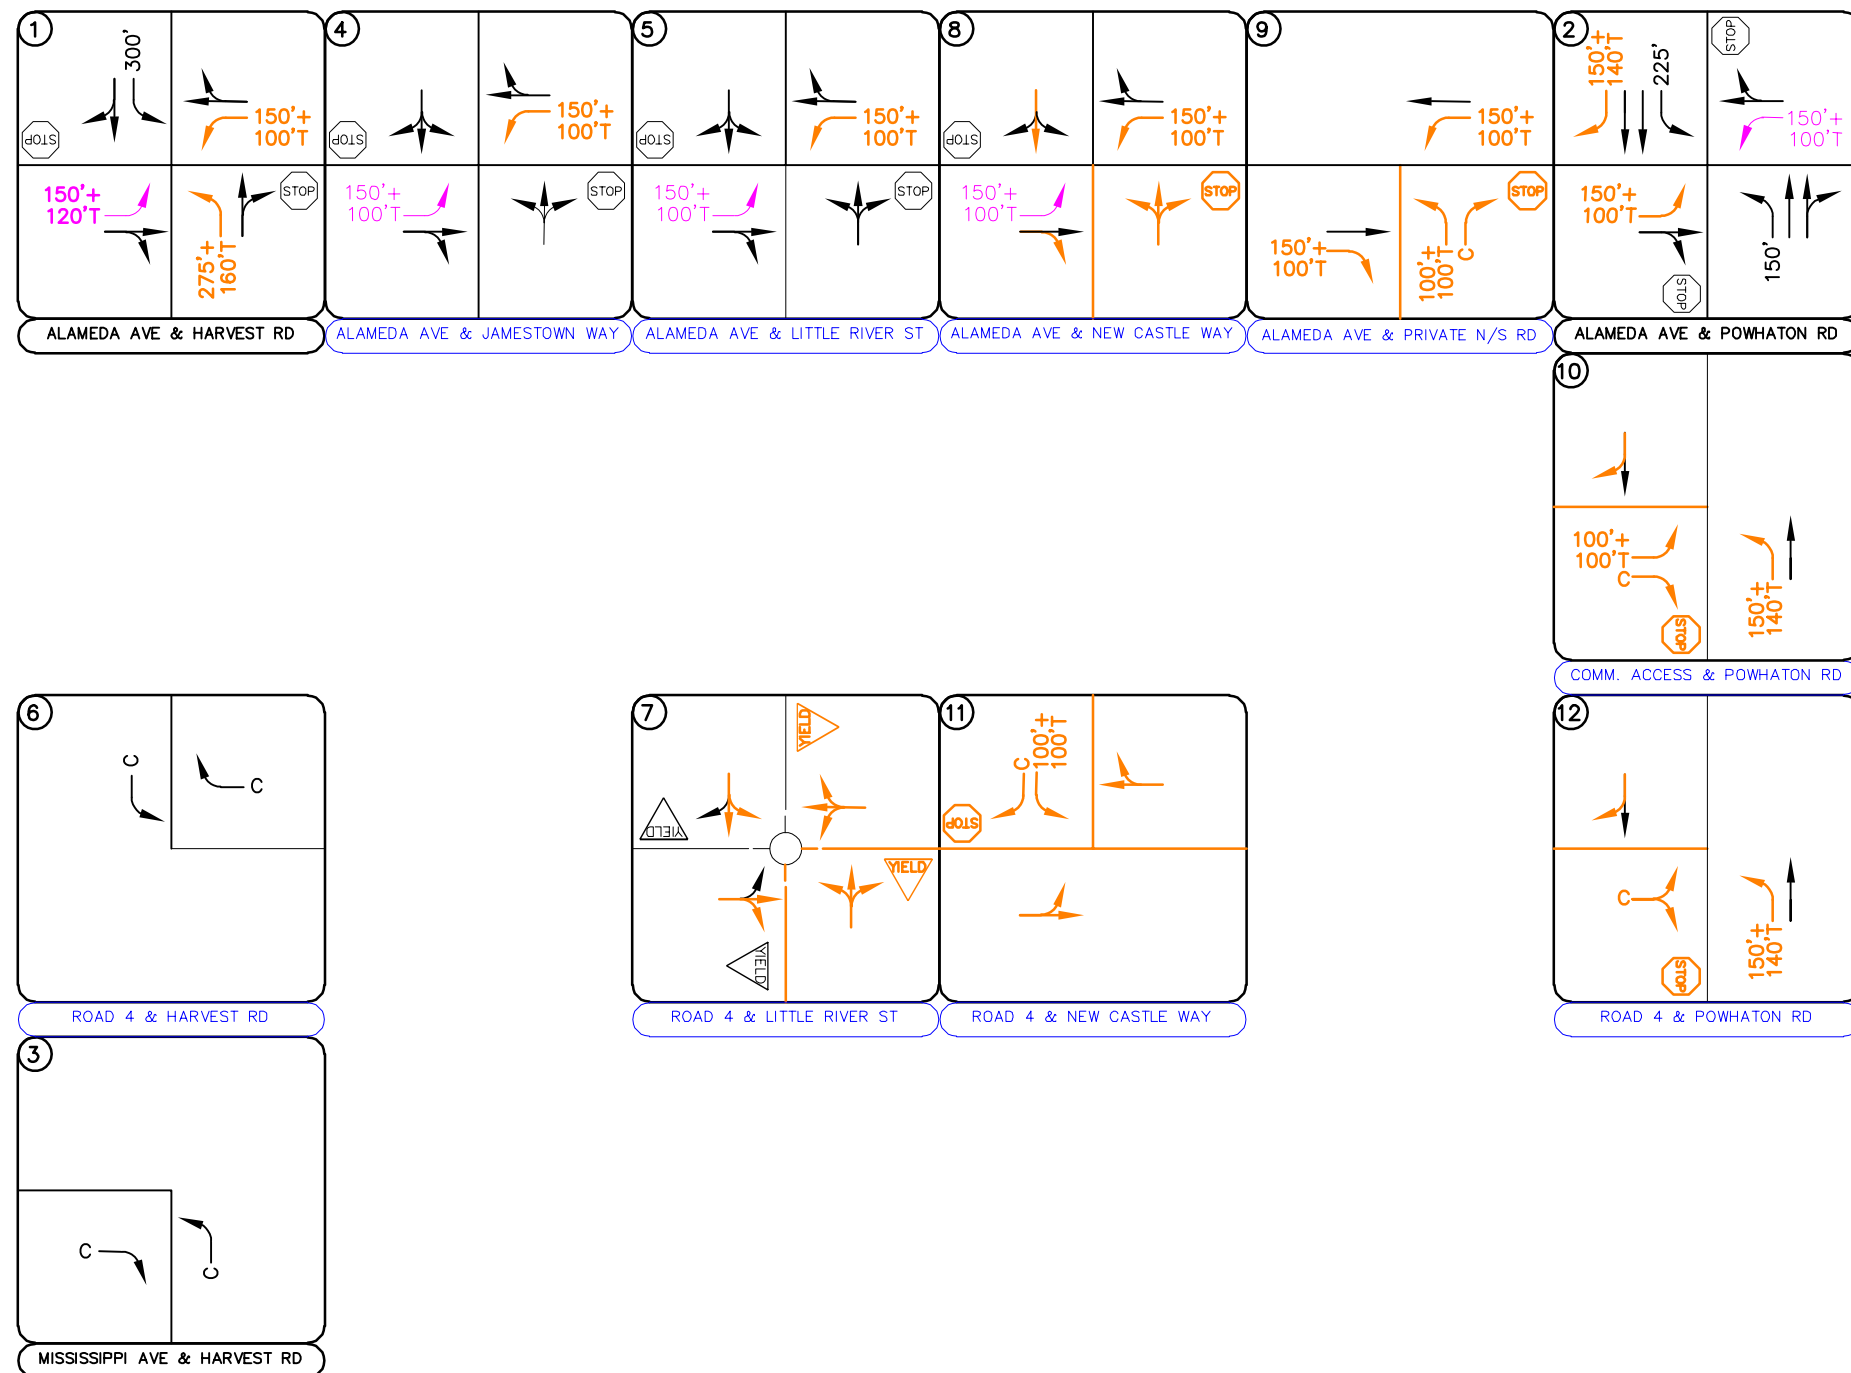 1
300'
STOP
150'+
100'T
150'+
120'T
275'+
160'T
STOP
ALAMEDA AVE & HARVEST RD
4
STOP
150'+
100'T
150'+
100'T
STOP
ALAMEDA AVE & JAMESTOWN WAY
5
STOP
150'+
100'T
150'+
100'T
STOP
ALAMEDA AVE & LITTLE RIVER ST
8
STOP
150'+
100'T
150'+
100'T
STOP
ALAMEDA AVE & NEW CASTLE WAY
9
150'+
100'T
150'+
100'T
100'+
100'T
C
STOP
ALAMEDA AVE & PRIVATE N/S RD
2
150'+
140'T
225'
STOP
150'+
100'T
150'+
100'T
STOP
150'
ALAMEDA AVE & POWHATON RD
10
100'+
100'T
C
STOP
150'+
140'T
COMM. ACCESS & POWHATON RD
6
C
C
ROAD 4 & HARVEST RD
7
YIELD
YIELD
YIELD
YIELD
ROAD 4 & LITTLE RIVER ST
11
C
100'+
100'T
STOP
ROAD 4 & NEW CASTLE WAY
12
C
STOP
150'+
140'T
ROAD 4 & POWHATON RD
3
C
C
MISSISSIPPI AVE & HARVEST RD